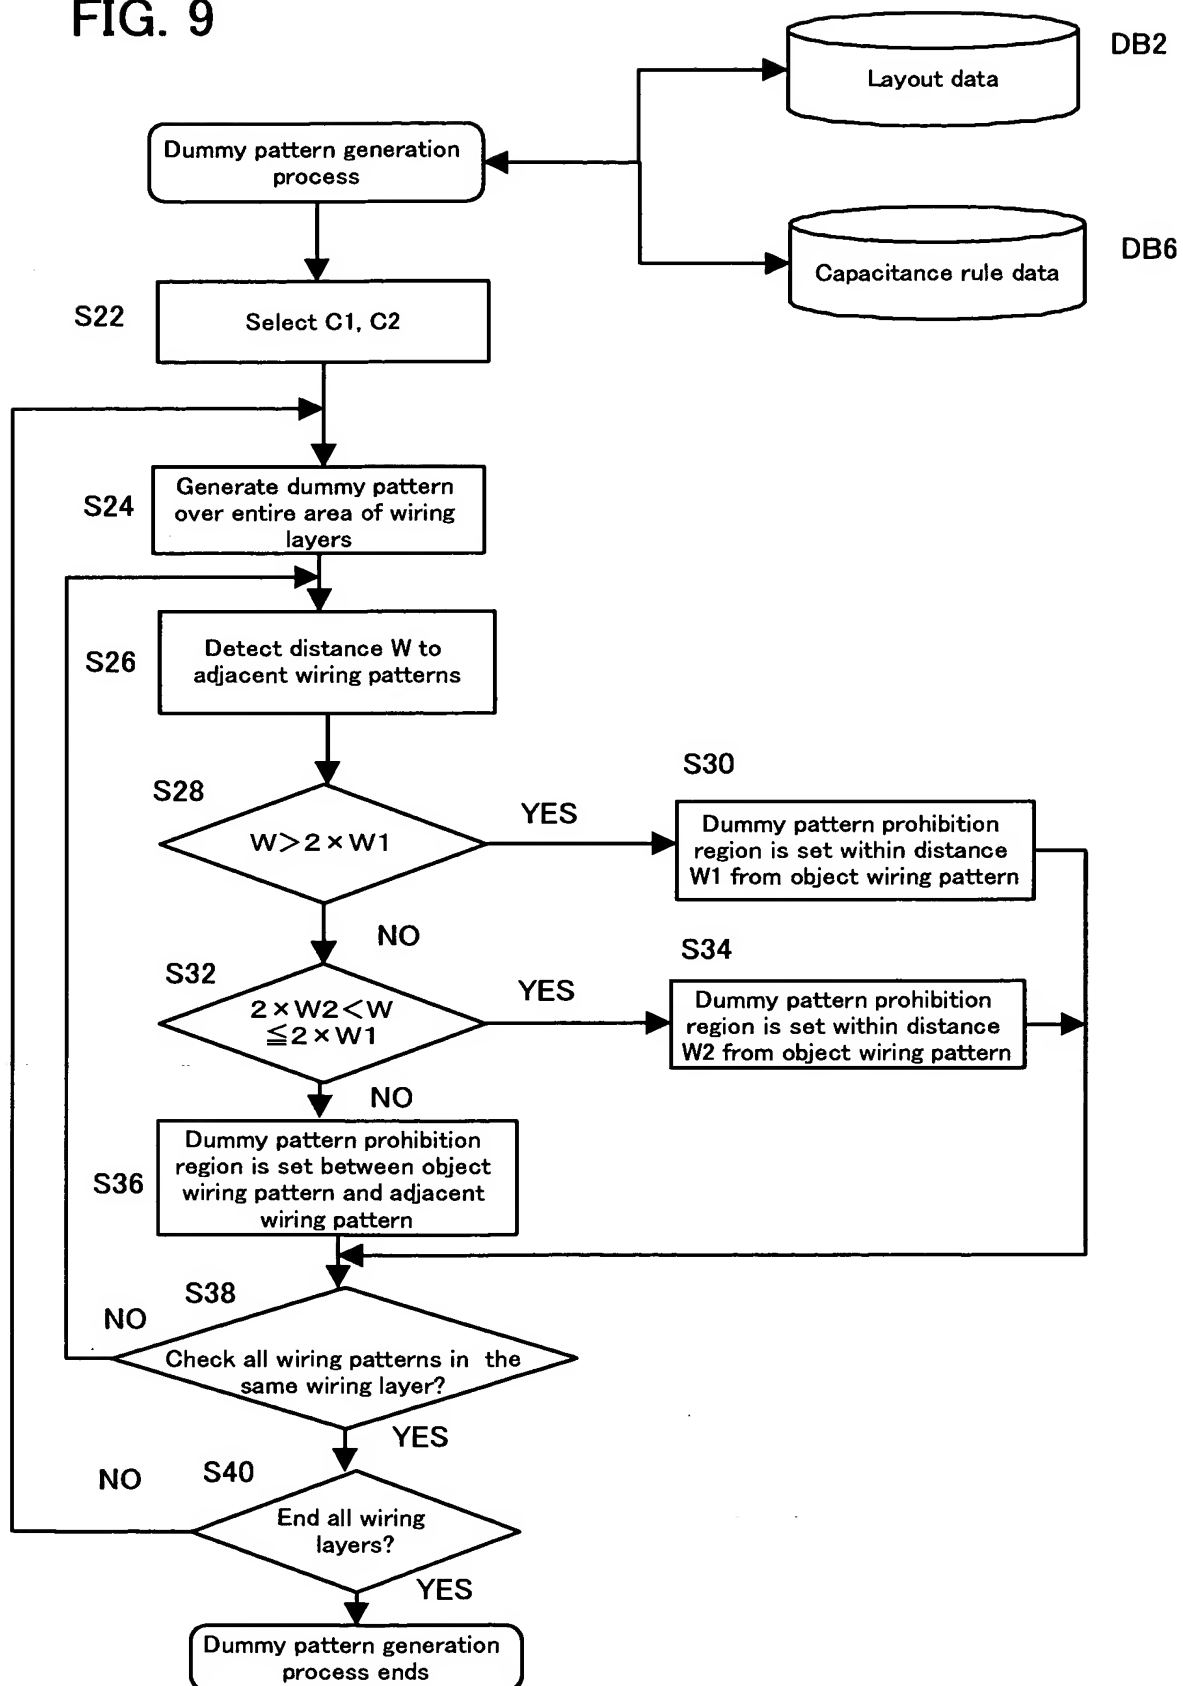 FIG. 9
DB2
Layout data
Dummy pattern generation
process
DB6
Capacitance rule data
S22
Select C1, C2
S24
Generate dummy pattern
over entire area of wiring
layers
S26
Detect distance W to
adjacent wiring patterns
S28
W>2×W1
YES
S30
Dummy pattern prohibition
region is set within distance
W1 from object wiring pattern
NO
S32
2×W2<W
≦2×W1
YES
S34
Dummy pattern prohibition
region is set within distance
W2 from object wiring pattern
NO
S36
Dummy pattern prohibition
region is set between object
wiring pattern and adjacent
wiring pattern
S38
NO
Check all wiring patterns in the
same wiring layer?
YES
NO
S40
End all wiring
layers?
YES
Dummy pattern generation
process ends